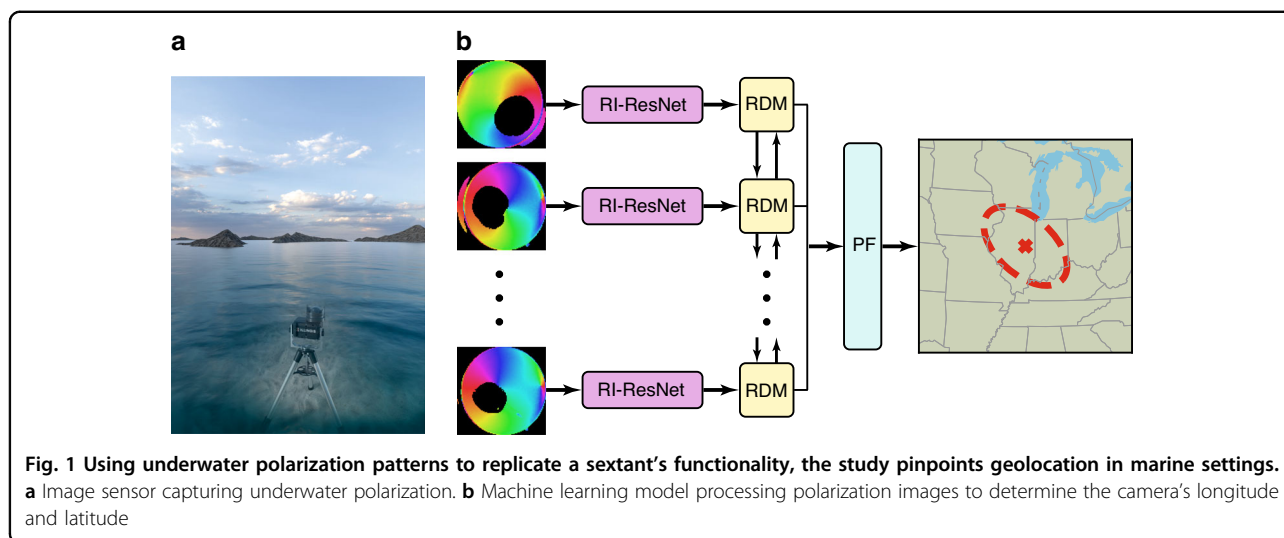 a
b
RI-ResNet
RDM
RI-ResNet
RDM
PF
RI-ResNet
RDM
Fig. 1 Using underwater polarization patterns to replicate a sextant's functionality, the study pinpoints geolocation in marine settings.
a Image sensor capturing underwater polarization. b Machine learning model processing polarization images to determine the camera's longitude
and latitude